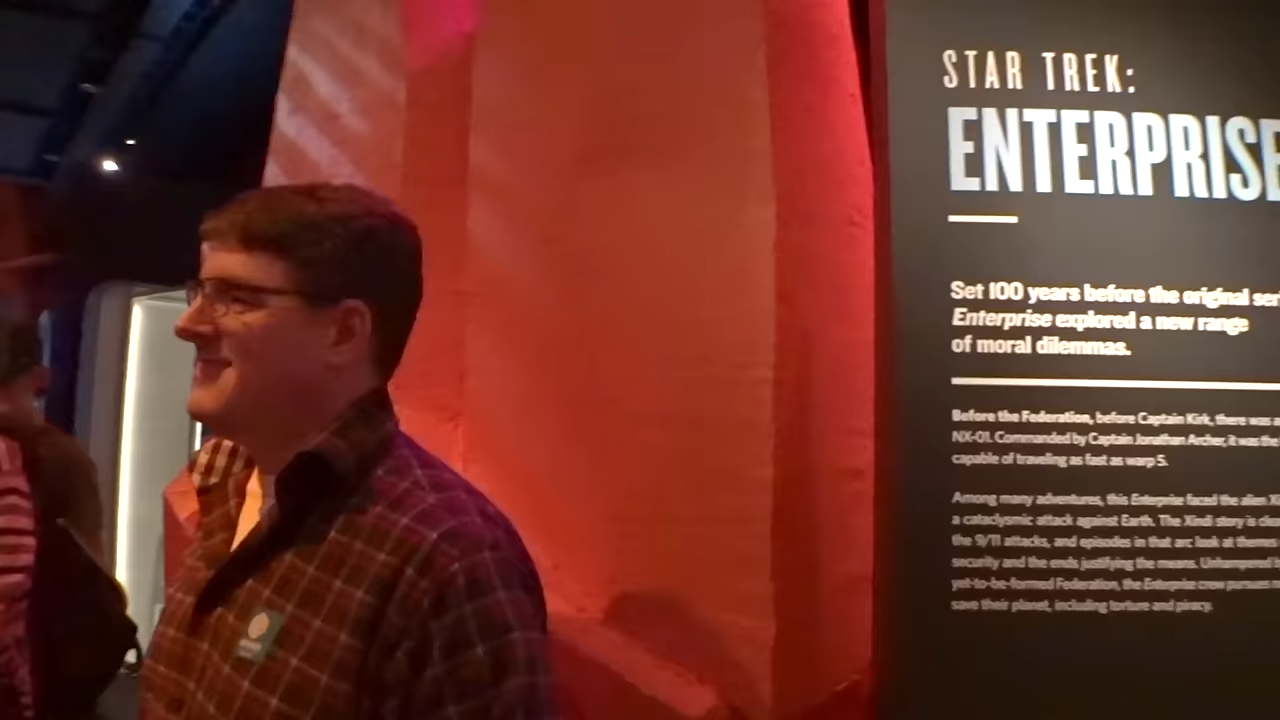 STAR TREK:
ENTERPRISE
Set 100 years before the original seri
Enterprise explored a new range
of moral dilemmas.
Before the Federation, before Captain Kirk, there was a
NX-01. Commanded by Captain Jonathan Archer, it was the
capable of traveling as fast as warp 5.
Among many adventures, this Enterprise faced the alien Xi
a cataclysmic attack against Earth. The Xindi story is clea
the 9/11 attacks, and episodes in that arc look at themes
security and the ends justifying the means. Unhampered b
yet-to-be-formed Federation, the Enterprise crew pursues
save their planet, including torture and piracy.